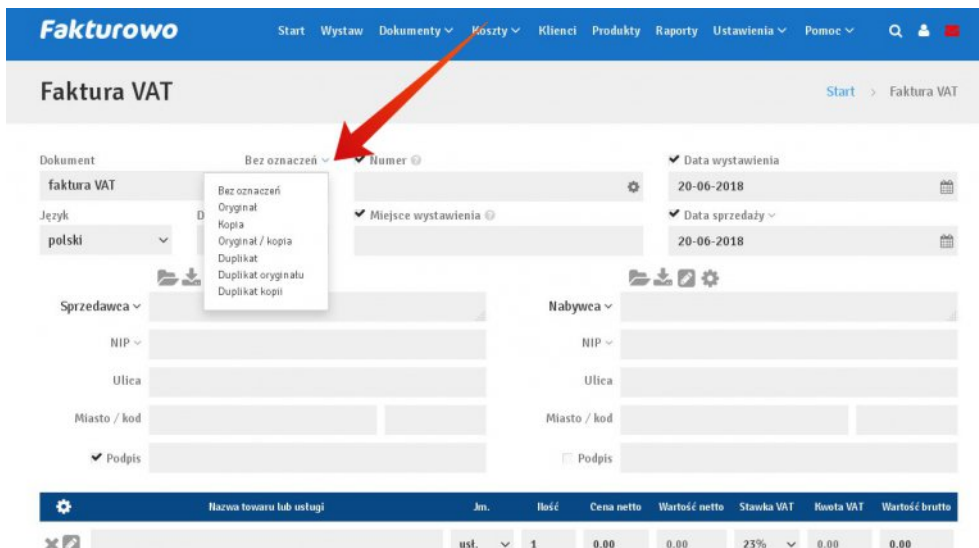 Fakturowo
Start Wystaw Dokumenty Koszty Klienci Produkty Raporty Ustawienia Pomoc
Faktura VAT
Start > Faktura VAT
Dokument Bez oznaczeń Numer Data wystawienia
faktura VAT 20-06-2018
Bez oznaczeń
Oryginał
Kopia
Oryginał / kopia
Duplikat
Duplikat oryginału
Duplikat kopii
Język D Miejsce wystawienia Data sprzedaży
polski 20-06-2018
Sprzedawca Nabywca
NIP NIP
Ulica Ulica
Miasto / kod Miasto / kod
Podpis Podpis
Nazwa towaru lub usługi Jm. Ilość Cena netto Wartość netto Stawka VAT Kwota VAT Wartość brutto
usł. 1 0.00 0.00 23% 0.00 0.00